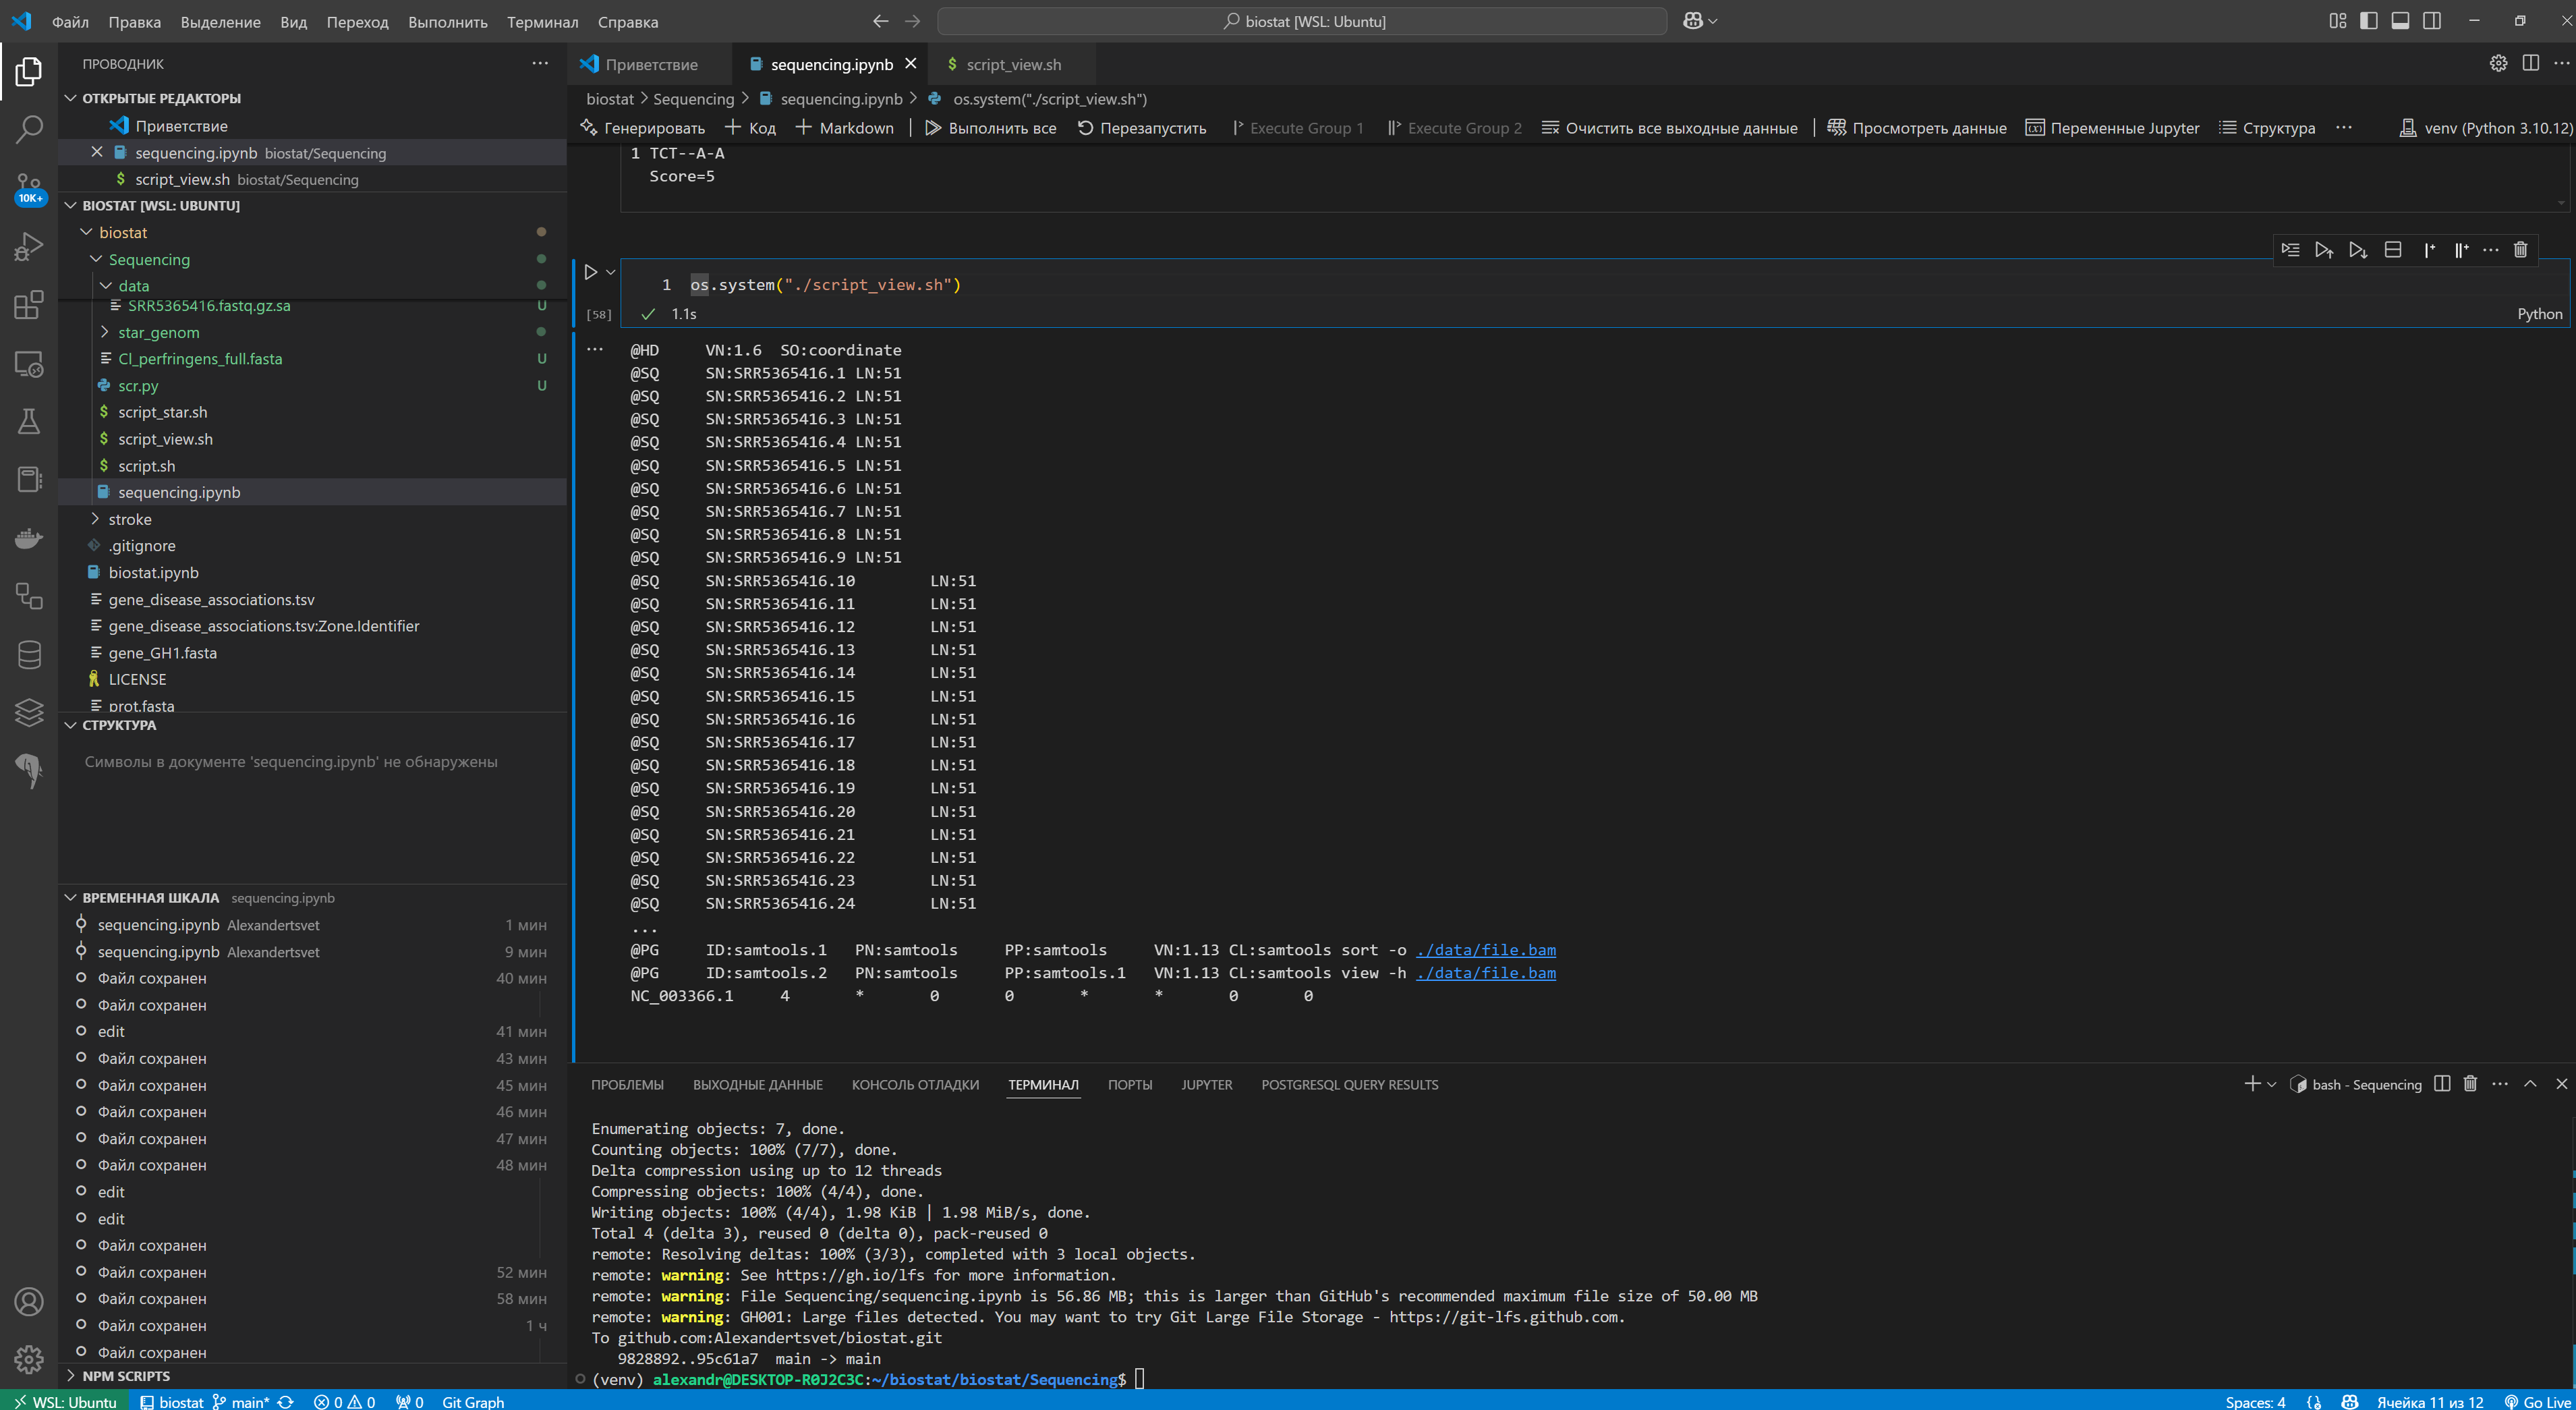 Файл Правка Выделение Вид Переход Выполнить Терминал Справка
biostat [WSL: Ubuntu]
ПРОВОДНИК
ОТКРЫТЫЕ РЕДАКТОРЫ
Приветствие
sequencing.ipynb biostat/Sequencing
script_view.sh biostat/Sequencing
10K+
BIOSTAT [WSL: UBUNTU]
biostat
Sequencing
data
SRR5365416.fastq.gz.sa U
star_genom
Cl_perfringens_full.fasta U
scr.py U
script_star.sh
script_view.sh
script.sh
sequencing.ipynb
stroke
.gitignore
biostat.ipynb
gene_disease_associations.tsv
gene_disease_associations.tsv:Zone.Identifier
gene_GH1.fasta
LICENSE
prot.fasta
СТРУКТУРА
Символы в документе 'sequencing.ipynb' не обнаружены
ВРЕМЕННАЯ ШКАЛА sequencing.ipynb
sequencing.ipynb Alexandertsvet 1 мин
sequencing.ipynb Alexandertsvet 9 мин
Файл сохранен 40 мин
Файл сохранен
edit 41 мин
Файл сохранен 43 мин
Файл сохранен 45 мин
Файл сохранен 46 мин
Файл сохранен 47 мин
Файл сохранен 48 мин
edit
edit
Файл сохранен
Файл сохранен 52 мин
Файл сохранен 58 мин
Файл сохранен 1 ч
Файл сохранен
NPM SCRIPTS
Приветствие sequencing.ipynb script_view.sh
biostat > Sequencing > sequencing.ipynb > os.system("./script_view.sh")
Генерировать + Код + Markdown | Выполнить все Перезапустить Execute Group 1 Execute Group 2 Очистить все выходные данные | Просмотреть данные Переменные Jupyter Структура ... venv (Python 3.10.12)
1 TCT--A-A
Score=5
1 os.system("./script_view.sh")
[58] 1.1s Python
@HD VN:1.6 SO:coordinate
@SQ SN:SRR5365416.1 LN:51
@SQ SN:SRR5365416.2 LN:51
@SQ SN:SRR5365416.3 LN:51
@SQ SN:SRR5365416.4 LN:51
@SQ SN:SRR5365416.5 LN:51
@SQ SN:SRR5365416.6 LN:51
@SQ SN:SRR5365416.7 LN:51
@SQ SN:SRR5365416.8 LN:51
@SQ SN:SRR5365416.9 LN:51
@SQ SN:SRR5365416.10 LN:51
@SQ SN:SRR5365416.11 LN:51
@SQ SN:SRR5365416.12 LN:51
@SQ SN:SRR5365416.13 LN:51
@SQ SN:SRR5365416.14 LN:51
@SQ SN:SRR5365416.15 LN:51
@SQ SN:SRR5365416.16 LN:51
@SQ SN:SRR5365416.17 LN:51
@SQ SN:SRR5365416.18 LN:51
@SQ SN:SRR5365416.19 LN:51
@SQ SN:SRR5365416.20 LN:51
@SQ SN:SRR5365416.21 LN:51
@SQ SN:SRR5365416.22 LN:51
@SQ SN:SRR5365416.23 LN:51
@SQ SN:SRR5365416.24 LN:51
...
@PG ID:samtools.1 PN:samtools PP:samtools VN:1.13 CL:samtools sort -o ./data/file.bam
@PG ID:samtools.2 PN:samtools PP:samtools.1 VN:1.13 CL:samtools view -h ./data/file.bam
NC_003366.1 4 * 0 0 * * 0 0
ПРОБЛЕМЫ ВЫХОДНЫЕ ДАННЫЕ КОНСОЛЬ ОТЛАДКИ ТЕРМИНАЛ ПОРТЫ JUPYTER POSTGRESQL QUERY RESULTS
bash - Sequencing
Enumerating objects: 7, done.
Counting objects: 100% (7/7), done.
Delta compression using up to 12 threads
Compressing objects: 100% (4/4), done.
Writing objects: 100% (4/4), 1.98 KiB | 1.98 MiB/s, done.
Total 4 (delta 3), reused 0 (delta 0), pack-reused 0
remote: Resolving deltas: 100% (3/3), completed with 3 local objects.
remote: warning: See https://gh.io/lfs for more information.
remote: warning: File Sequencing/sequencing.ipynb is 56.86 MB; this is larger than GitHub's recommended maximum file size of 50.00 MB
remote: warning: GH001: Large files detected. You may want to try Git Large File Storage - https://git-lfs.github.com.
To github.com:Alexandertsvet/biostat.git
9828892..95c61a7 main -> main
(venv) alexandr@DESKTOP-R0J2C3C:~/biostat/biostat/Sequencing$
WSL: Ubuntu biostat main* 0 0 0 Git Graph Spaces: 4 Ячейка 11 из 12 Go Live